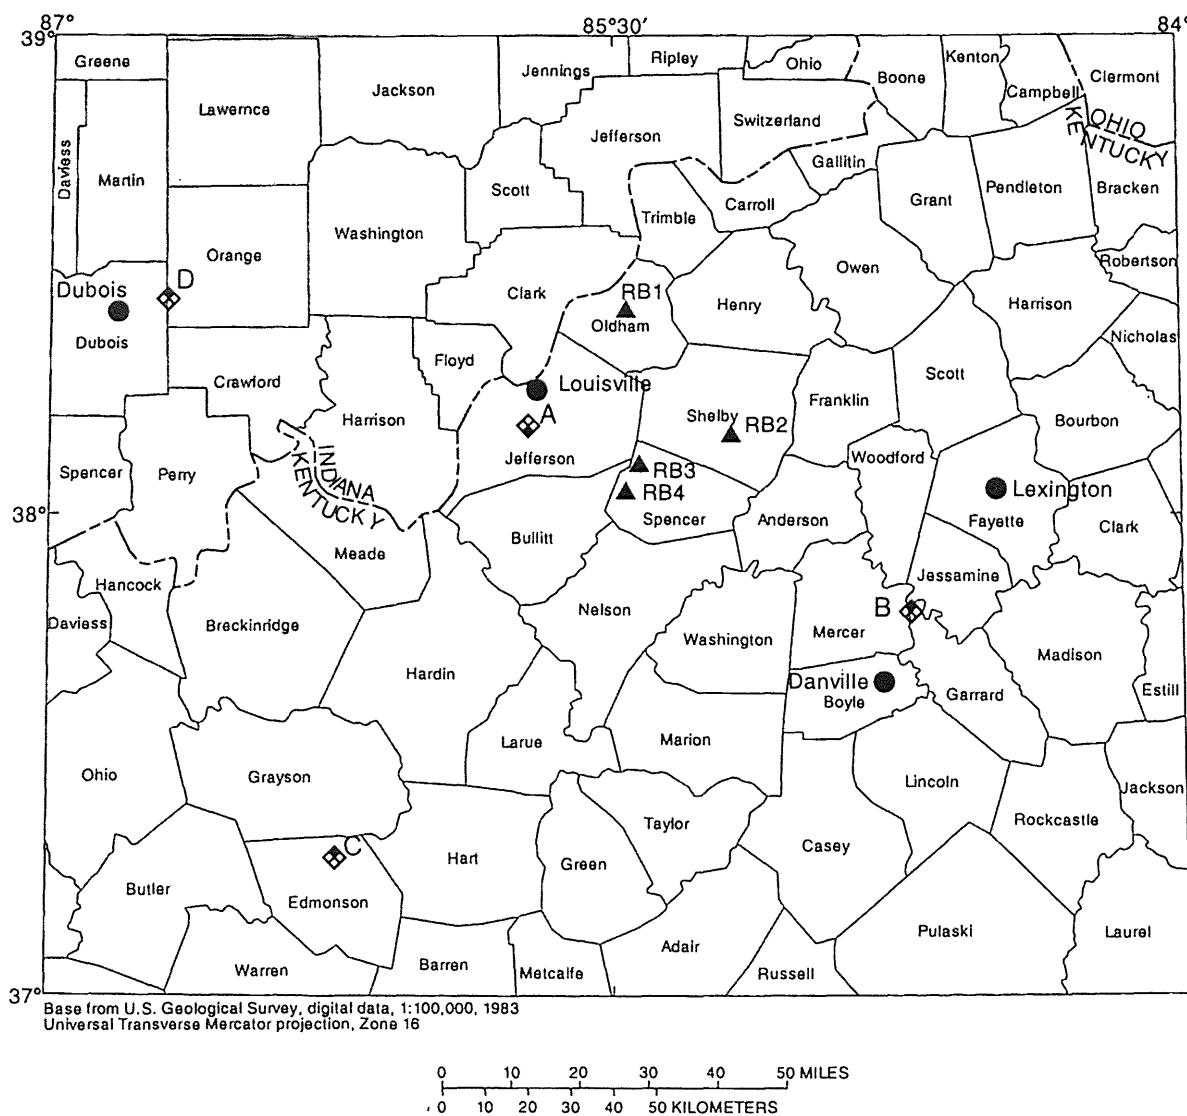 87° 85°30′ 84°
39°
Greene
Lawernce
Jackson
Jennings
Ripley
Ohio
Boone
Kenton
Campbell
Clermont
Daviess
Martin
Jefferson
Switzerland
OHIO
KENTUCKY
Scott
Gallitin
Grant
Pendleton
Bracken
Washington
Trimble
Carroll
Orange
Owen
Robertson
D
Dubois
Clark
RB1
Henry
Harrison
Dubois
Oldham
Nicholas
Floyd
Crawford
Louisville
Scott
Harrison
A
Shelby
RB2
Franklin
Bourbon
Spencer
Perry
Jefferson
Woodford
INDIANA
KENTUCKY
RB3
RB4
Lexington
38°
Spencer
Anderson
Fayette
Clark
Meade
Bullitt
Hancock
Jessamine
Daviess
Breckinridge
Nelson
Washington
B
Mercer
Madison
Hardin
Danville
Boyle
Garrard
Estill
Larue
Marion
Ohio
Grayson
Lincoln
Jackson
Taylor
Rockcastle
C
Hart
Green
Casey
Butler
Edmonson
Adair
Pulaski
Laurel
Warren
Barren
Metcalfe
Russell
37°
Base from U.S. Geological Survey, digital data, 1:100,000, 1983
Universal Transverse Mercator projection, Zone 16
0 10 20 30 40 50 MILES
0 10 20 30 40 50 KILOMETERS